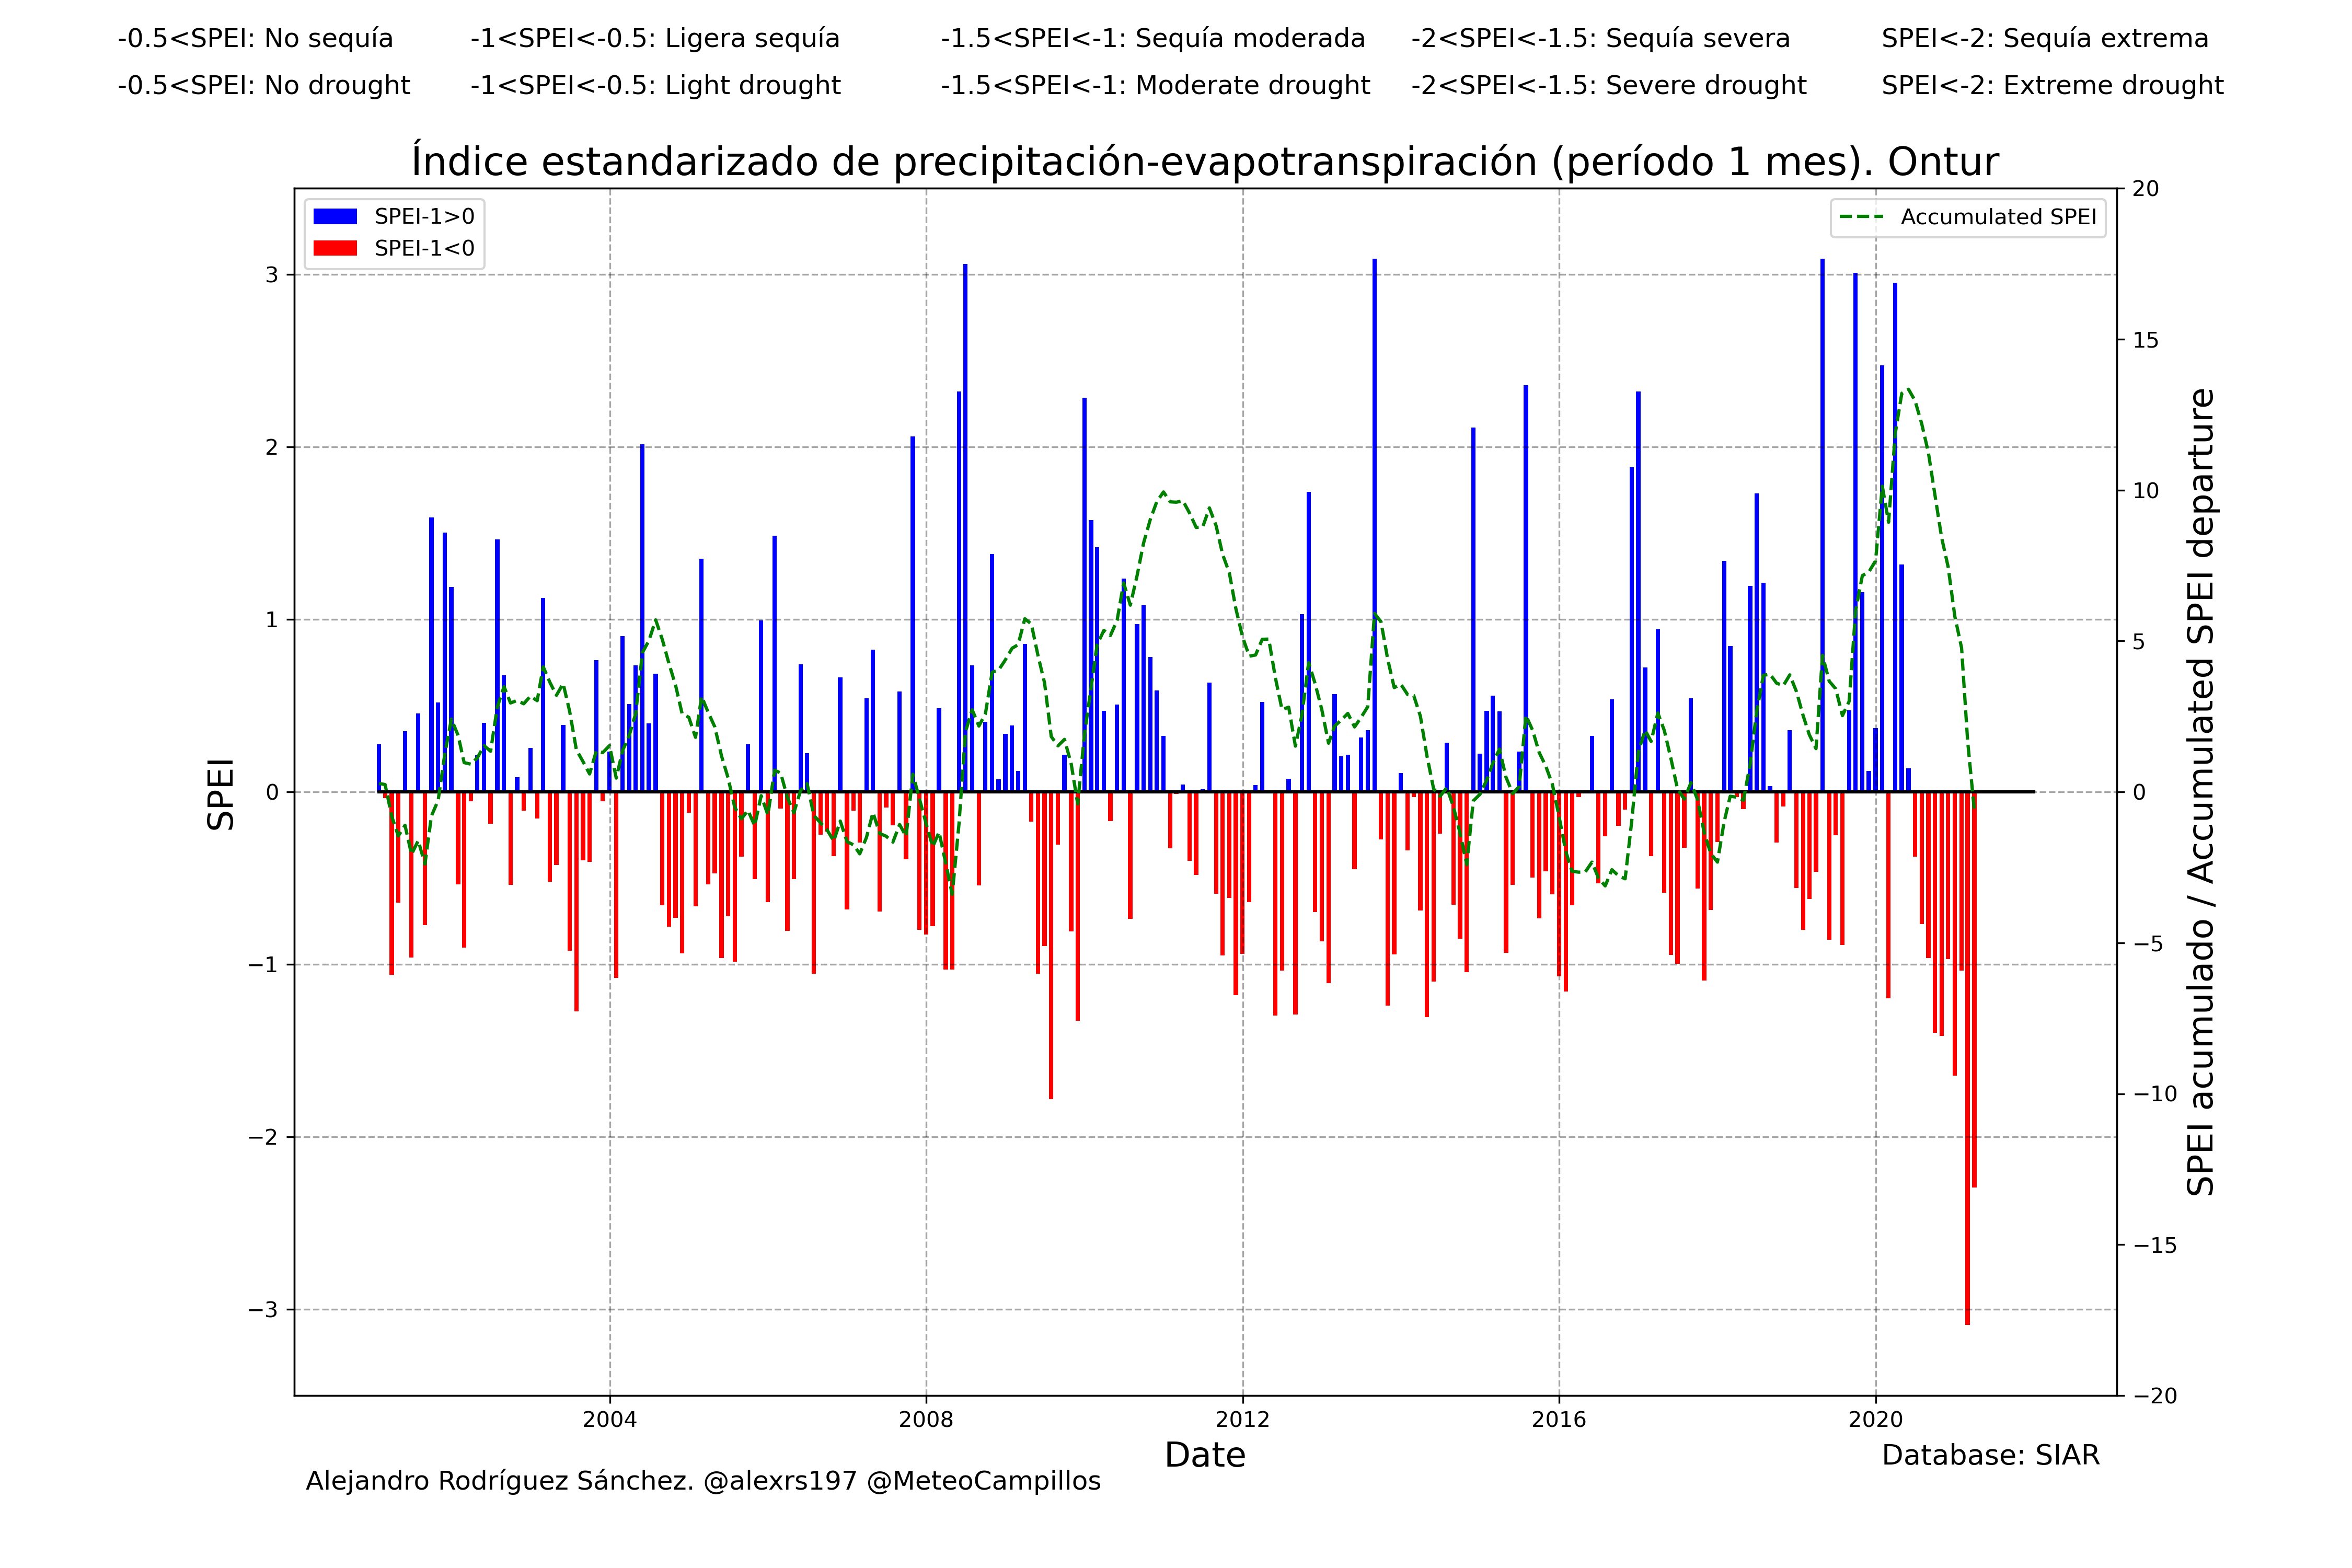 -0.5<SPEI: No sequía -1<SPEI<-0.5: Ligera sequía -1.5<SPEI<-1: Sequía moderada -2<SPEI<-1.5: Sequía severa SPEI<-2: Sequía extrema
-0.5<SPEI: No drought -1<SPEI<-0.5: Light drought -1.5<SPEI<-1: Moderate drought -2<SPEI<-1.5: Severe drought SPEI<-2: Extreme drought
Índice estandarizado de precipitación-evapotranspiración (período 1 mes). Ontur
SPEI-1>0
SPEI-1<0
Accumulated SPEI
SPEI
3
2
1
0
−1
−2
−3
20
15
10
5
0
−5
−10
−15
−20
SPEI acumulado / Accumulated SPEI departure
2004 2008 2012 2016 2020
Date
Database: SIAR
Alejandro Rodríguez Sánchez. @alexrs197 @MeteoCampillos